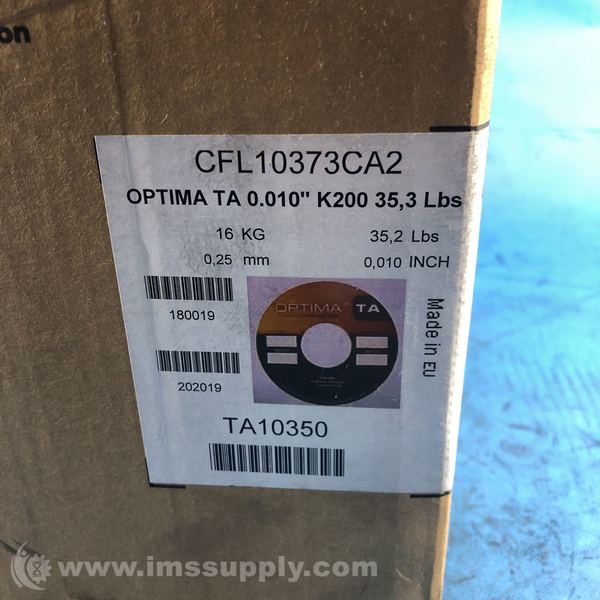 on
CFL10373CA2
OPTIMA TA 0.010" K200 35,3 Lbs
16 KG 35,2 Lbs
0,25 mm 0,010 INCH
180019
OPTIMA TA
202019
Made in EU
TA10350
www.imssupply.com